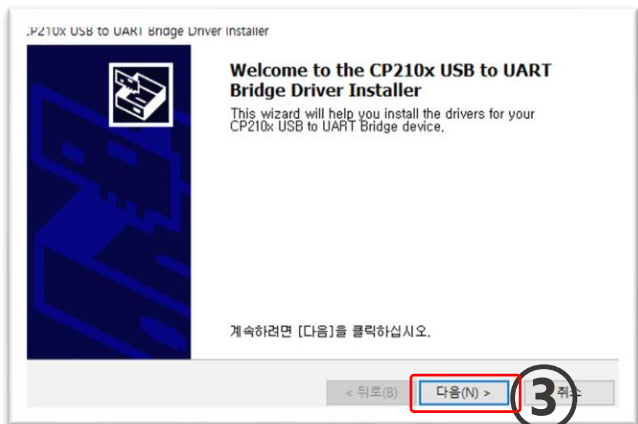 CP210x USB to UART Bridge Driver Installer
Welcome to the CP210x USB to UART
Bridge Driver Installer
This wizard will help you install the drivers for your
CP210x USB to UART Bridge device.
계속하려면 [다음]을 클릭하십시오.
< 뒤로(B) 다음(N) > ③ 취소